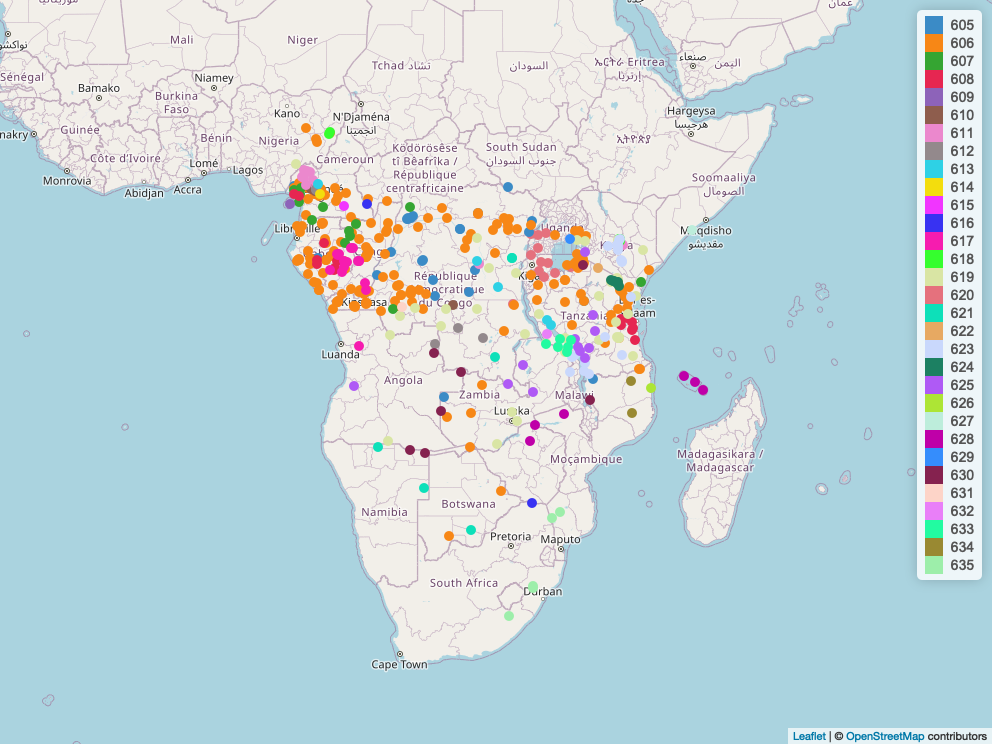 عمان
Mali
Niger
Tchad تشاد
السودان
ኤርትራ Eritrea
إرتريا
صنعاء
اليمن
Sénégal
Bamako
Niamey
Burkina
Faso
Kano
N'Djaména
انجمينا
Hargeysa
هرجيسا
nakry
Guinée
Bénin
Nigeria
Côte d'Ivoire
Lomé
Lagos
Cameroun
Ködörösêse
tî Bêafrîka /
République
centrafricaine
South Sudan
جنوب السودان
ኢትዮጵያ
Soomaaliya
الصومال
Monrovia
Abidjan
Accra
Muqdisho
مقديشو
République
du Congo
Kinshasa
Tanzania
Luanda
Angola
Zambia
Malawi
Lusaka
Moçambique
Madagasikara /
Madagascar
Namibia
Botswana
Pretoria
Maputo
South Africa
Durban
Cape Town
605
606
607
608
609
610
611
612
613
614
615
616
617
618
619
620
621
622
623
624
625
626
627
628
629
630
631
632
633
634
635
Leaflet | © OpenStreetMap contributors